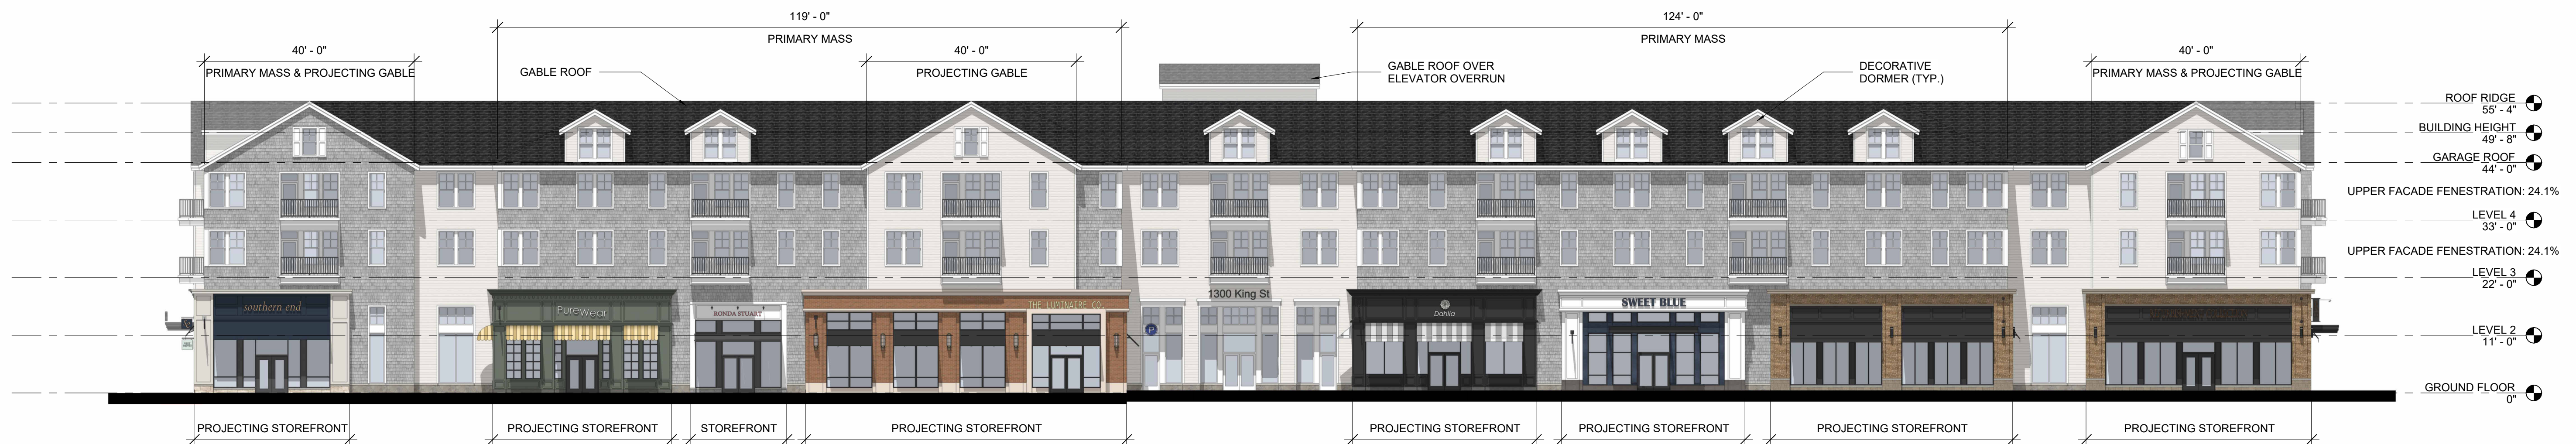 119' - 0"
124' - 0"
PRIMARY MASS
PRIMARY MASS
40' - 0"
40' - 0"
40' - 0"
PRIMARY MASS & PROJECTING GABLE
GABLE ROOF
PROJECTING GABLE
GABLE ROOF OVER
ELEVATOR OVERRUN
DECORATIVE
DORMER (TYP.)
PRIMARY MASS & PROJECTING GABLE
ROOF RIDGE
55' - 4"
BUILDING HEIGHT
49' - 8"
GARAGE ROOF
44' - 0"
UPPER FACADE FENESTRATION: 24.1%
LEVEL 4
33' - 0"
UPPER FACADE FENESTRATION: 24.1%
LEVEL 3
22' - 0"
LEVEL 2
11' - 0"
GROUND FLOOR
0"
southern end
PureWear
RONDA STUART
THE LUMINAIRE CO.
1300 King St
P
Dahlia
SWEET BLUE
PROJECTING STOREFRONT
PROJECTING STOREFRONT
STOREFRONT
PROJECTING STOREFRONT
PROJECTING STOREFRONT
PROJECTING STOREFRONT
PROJECTING STOREFRONT
PROJECTING STOREFRONT